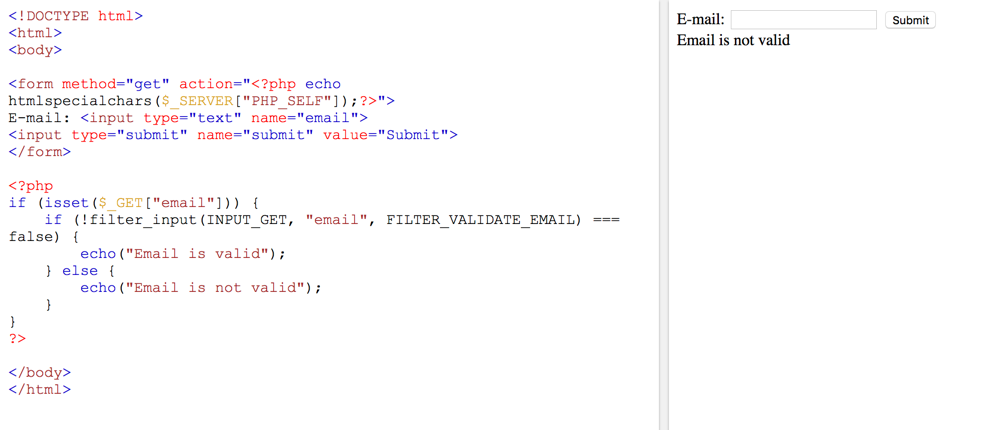 <!DOCTYPE html>
<html>
<body>
<form method="get" action="<?php echo
htmlspecialchars($_SERVER["PHP_SELF"]);?>">
E-mail: <input type="text" name="email">
<input type="submit" name="submit" value="Submit">
</form>
<?php
if (isset($_GET["email"])) {
    if (!filter_input(INPUT_GET, "email", FILTER_VALIDATE_EMAIL) ===
false) {
        echo("Email is valid");
    } else {
        echo("Email is not valid");
    }
}
?>
</body>
</html>
E-mail: Submit
Email is not valid